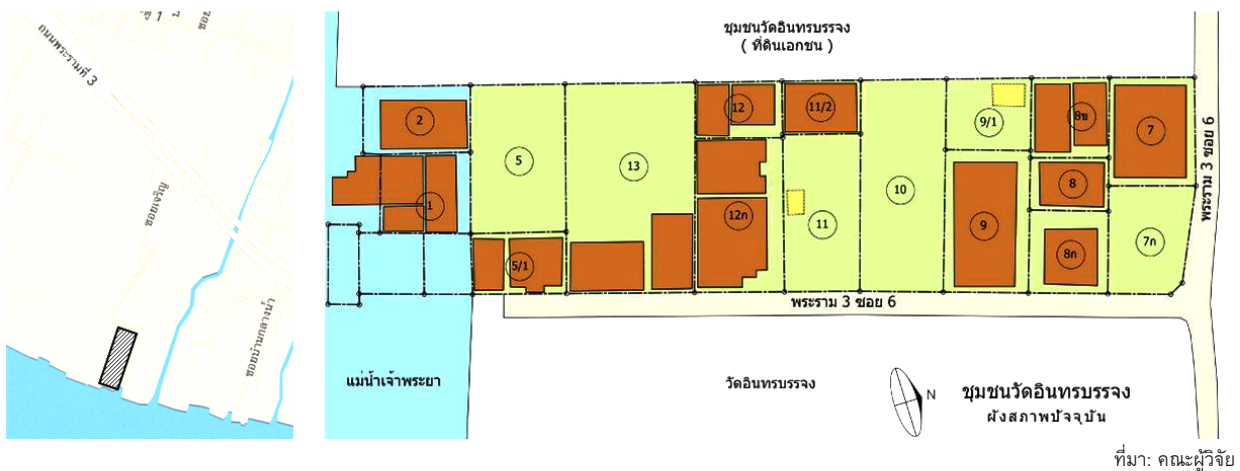 ถนนพระรามที่ 3
ซอยเจริญ
ซอยบ้านกลางน้ำ
ชุมชนวัดอินทรบรรจง
( ที่ดินเอกชน )
2
1
5
5/1
13
12
12ก
11/2
11
10
9/1
9
8ข
8
8ก
7
7ก
พระราม 3 ซอย 6
พระราม 3 ซอย 6
แม่น้ำเจ้าพระยา
วัดอินทรบรรจง
N
ชุมชนวัดอินทรบรรจง
ผังสภาพปัจจุบัน
ที่มา: คณะผู้วิจัย